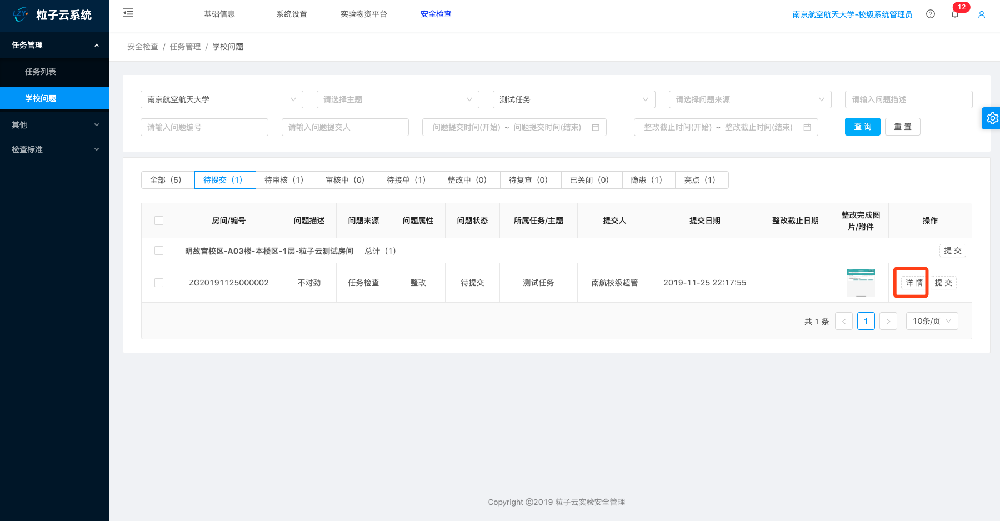 LZY 粒子云系统
基础信息 系统设置 实验物资平台 安全检查 南京航空航天大学-校级系统管理员 12
任务管理
任务列表
学校问题
其他
检查标准
安全检查 / 任务管理 / 学校问题
南京航空航天大学 请选择主题 测试任务 请选择问题来源 请输入问题描述
请输入问题编号 请输入问题提交人 问题提交时间(开始) ~ 问题提交时间(结束) 整改截止时间(开始) ~ 整改截止时间(结束) 查 询 重 置
全部（5） 待提交（1） 待审核（1） 审核中（0） 待接单（1） 整改中（0） 待复查（0） 已关闭（0） 隐患（1） 亮点（1）
房间/编号 问题描述 问题来源 问题属性 问题状态 所属任务/主题 提交人 提交日期 整改截止日期 整改完成图片/附件 操作
明故宫校区-A03楼-本楼区-1层-粒子云测试房间 总计（1） 提 交
ZG20191125000002 不对劲 任务检查 整改 待提交 测试任务 南航校级超管 2019-11-25 22:17:55 详 情 提 交
共 1 条 < 1 > 10条/页
Copyright ©2019 粒子云实验安全管理